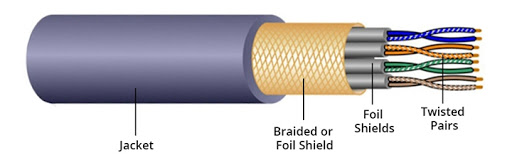 Jacket
Braided or
Foil Shield
Foil
Shields
Twisted
Pairs